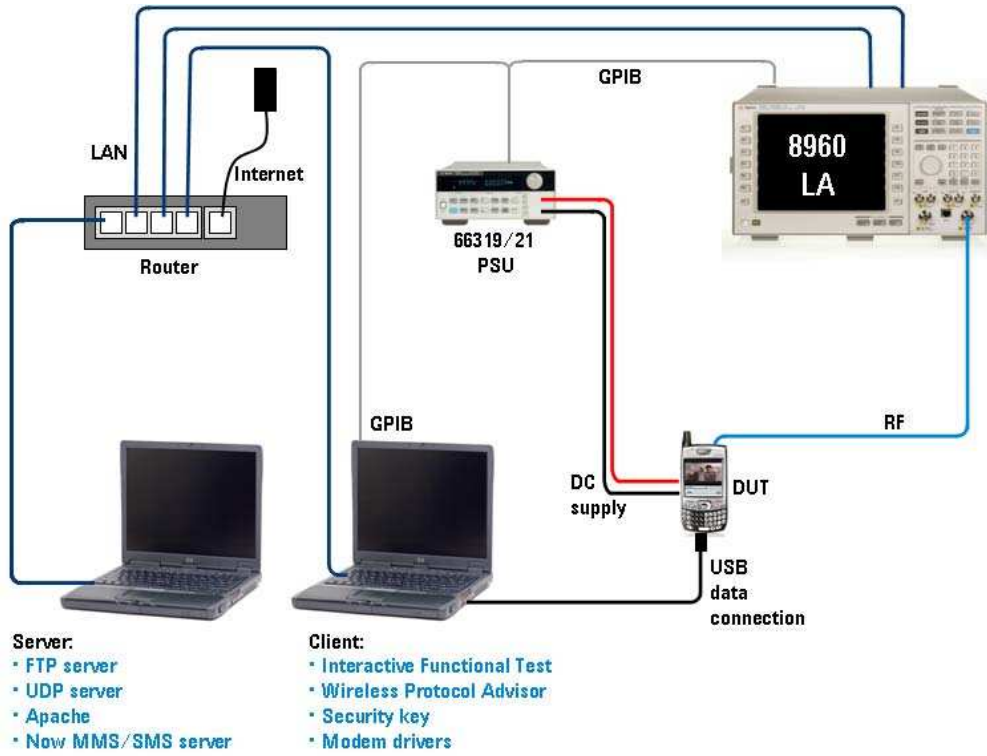 GPIB
LAN
Internet
8960
LA
Router
66319/21
PSU
GPIB
RF
DC
supply
DUT
USB
data
connection
Server:
• FTP server
• UDP server
• Apache
• Now MMS/SMS server
Client:
• Interactive Functional Test
• Wireless Protocol Advisor
• Security key
• Modem drivers